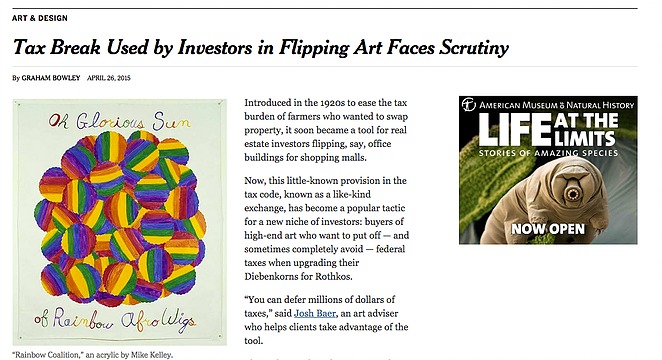 ART & DESIGN
Tax Break Used by Investors in Flipping Art Faces Scrutiny
By GRAHAM BOWLEY APRIL 26, 2015
Oh Glorious Sun
of Rainbow AfroWigs
"Rainbow Coalition," an acrylic by Mike Kelley.
Introduced in the 1920s to ease the tax
burden of farmers who wanted to swap
property, it soon became a tool for real
estate investors flipping, say, office
buildings for shopping malls.
Now, this little-known provision in the
tax code, known as a like-kind
exchange, has become a popular tactic
for a new niche of investors: buyers of
high-end art who want to put off — and
sometimes completely avoid — federal
taxes when upgrading their
Diebenkorns for Rothkos.
“You can defer millions of dollars of
taxes,” said Josh Baer, an art adviser
who helps clients take advantage of the
tool.
AMERICAN MUSEUM OF NATURAL HISTORY
LIFE AT THE
LIMITS
STORIES OF AMAZING SPECIES
NOW OPEN